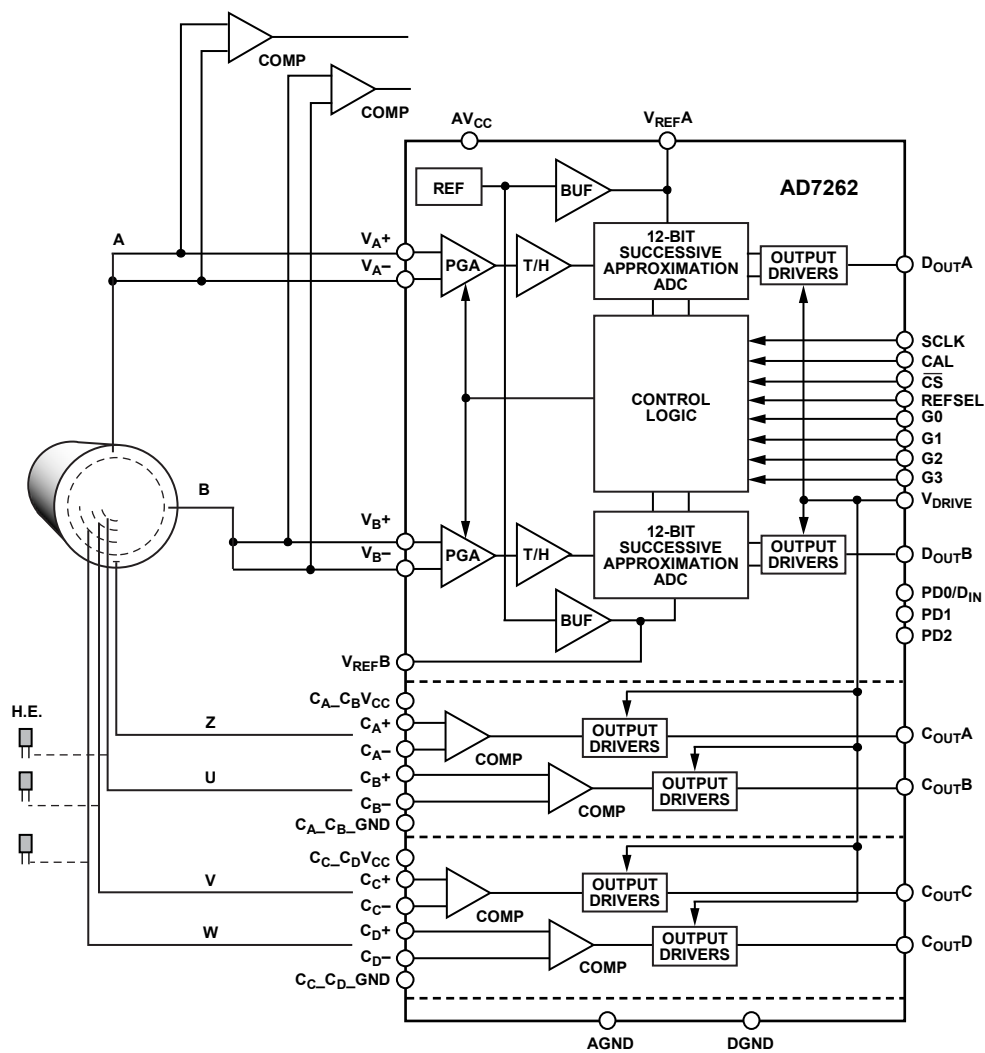 COMP
COMP
AVCC
VREFA
REF
BUF
AD7262
A
VA+
VA−
PGA
T/H
12-BIT
SUCCESSIVE
APPROXIMATION
ADC
OUTPUT
DRIVERS
DOUTA
SCLK
CAL
CS
REFSEL
G0
G1
G2
G3
CONTROL
LOGIC
VDRIVE
B
VB+
VB−
PGA
T/H
12-BIT
SUCCESSIVE
APPROXIMATION
ADC
OUTPUT
DRIVERS
DOUTB
PD0/DIN
PD1
PD2
BUF
VREFB
H.E.
CA_CBVCC
Z
CA+
CA−
COMP
OUTPUT
DRIVERS
COUTA
U
CB+
CB−
COMP
OUTPUT
DRIVERS
COUTB
CA_CB_GND
CC_CDVCC
V
CC+
CC−
COMP
OUTPUT
DRIVERS
COUTC
W
CD+
CD−
COMP
OUTPUT
DRIVERS
COUTD
CC_CD_GND
AGND
DGND